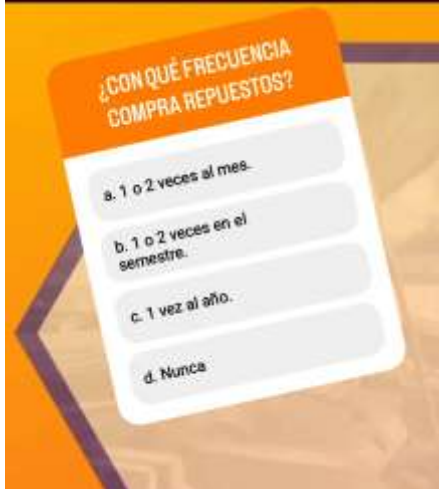 ¿CON QUÉ FRECUENCIA
COMPRA REPUESTOS?
a. 1 o 2 veces al mes.
b. 1 o 2 veces en el
semestre.
c. 1 vez al año.
d. Nunca